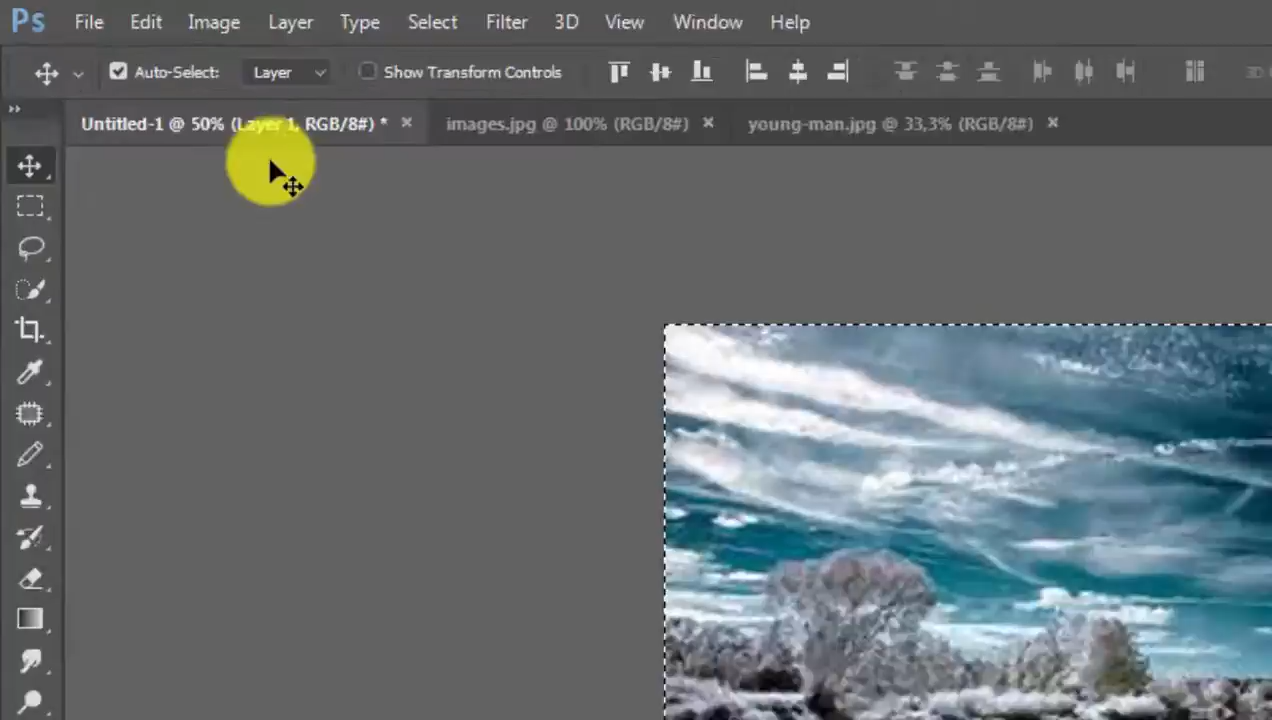 Ps File Edit Image Layer Type Select Filter 3D View Window Help
Auto-Select: Layer Show Transform Controls 3D
Untitled-1 @ 50% (Layer 1, RGB/8#) * × images.jpg @ 100% (RGB/8#) × young-man.jpg @ 33,3% (RGB/8#) ×